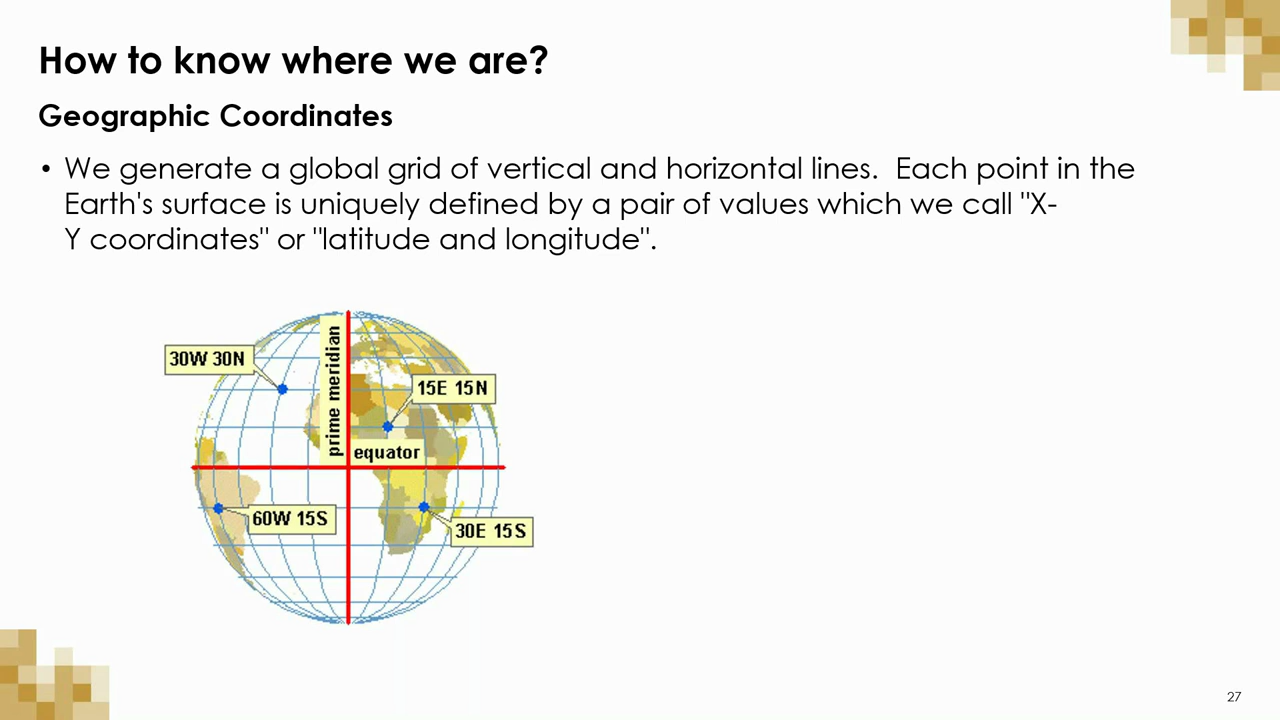 How to know where we are?
Geographic Coordinates
• We generate a global grid of vertical and horizontal lines.  Each point in the
Earth's surface is uniquely defined by a pair of values which we call "X-
Y coordinates" or "latitude and longitude".
prime meridian
30W 30N
15E 15N
equator
60W 15S
30E 15S
27